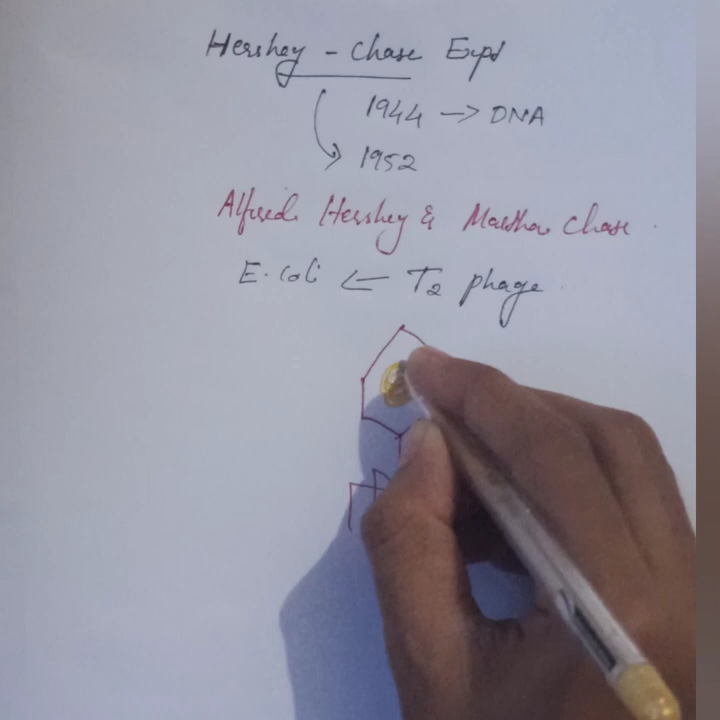 Hershey - Chase Expt
1944 → DNA
1952
Alfred Hershey & Martha Chase.
E. coli ← T2 phage